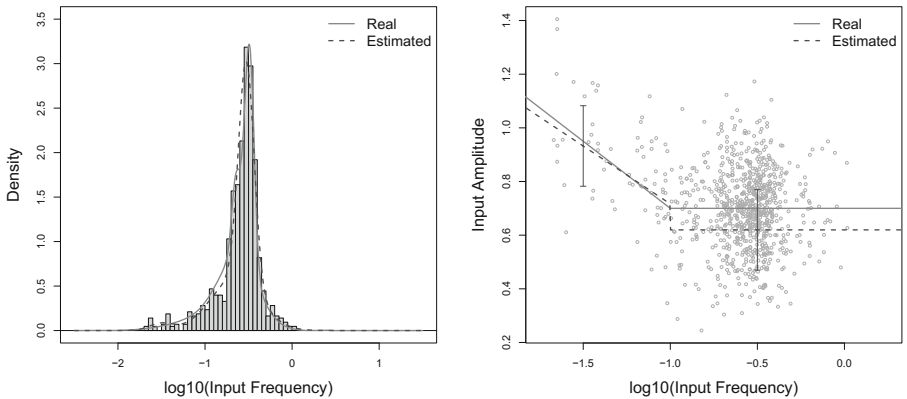 Real
Estimated
3.5
3.0
2.5
2.0
1.5
1.0
0.5
0.0
Density
−2
−1
0
1
log10(Input Frequency)
Real
Estimated
1.4
1.2
1.0
0.8
0.6
0.4
0.2
Input Amplitude
−1.5
−1.0
−0.5
0.0
log10(Input Frequency)